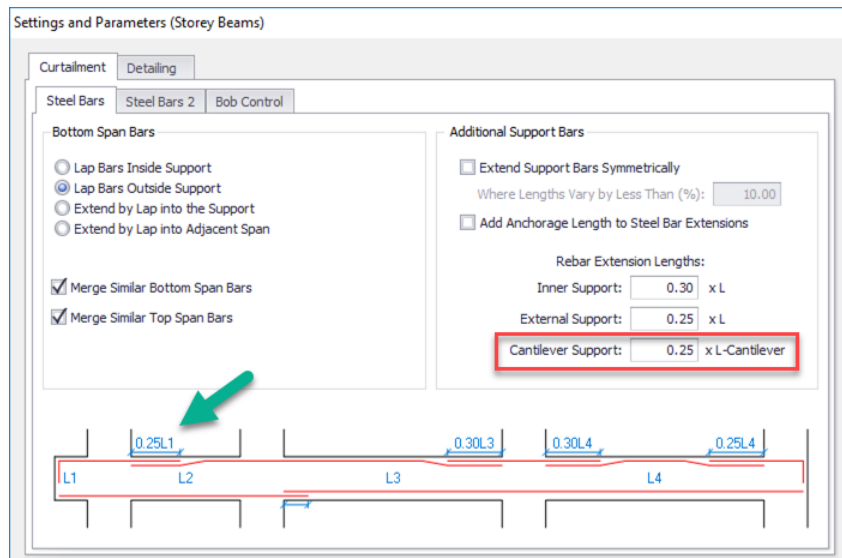 Settings and Parameters (Storey Beams)
Curtailment Detailing
Steel Bars Steel Bars 2 Bob Control
Bottom Span Bars
Lap Bars Inside Support
Lap Bars Outside Support
Extend by Lap into the Support
Extend by Lap into Adjacent Span
Merge Similar Bottom Span Bars
Merge Similar Top Span Bars
Additional Support Bars
Extend Support Bars Symmetrically
Where Lengths Vary by Less Than (%): 10.00
Add Anchorage Length to Steel Bar Extensions
Rebar Extension Lengths:
Inner Support: 0.30 x L
External Support: 0.25 x L
Cantilever Support: 0.25 x L-Cantilever
0.25L1 0.30L3 0.30L4 0.25L4
L1 L2 L3 L4